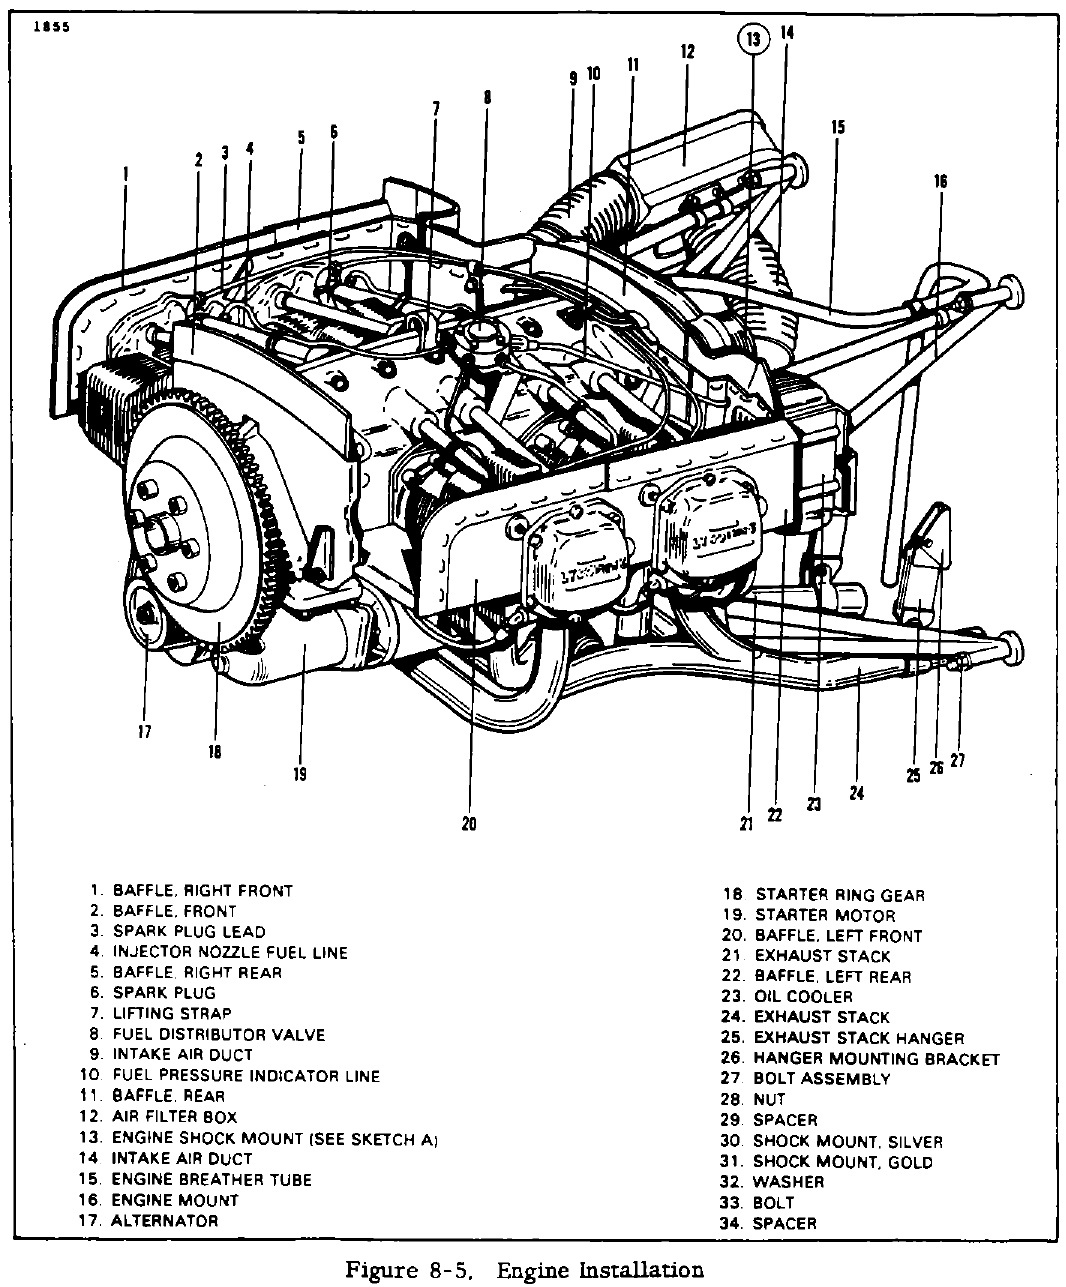 1855
13
14
12
11
10
9
8
7
6
5
4
3
2
1
15
16
17
18
19
20
21
22
23
24
25
26
27
1. BAFFLE, RIGHT FRONT
2. BAFFLE, FRONT
3. SPARK PLUG LEAD
4. INJECTOR NOZZLE FUEL LINE
5. BAFFLE, RIGHT REAR
6. SPARK PLUG
7. LIFTING STRAP
8. FUEL DISTRIBUTOR VALVE
9. INTAKE AIR DUCT
10. FUEL PRESSURE INDICATOR LINE
11. BAFFLE, REAR
12. AIR FILTER BOX
13. ENGINE SHOCK MOUNT (SEE SKETCH A)
14. INTAKE AIR DUCT
15. ENGINE BREATHER TUBE
16. ENGINE MOUNT
17. ALTERNATOR
18. STARTER RING GEAR
19. STARTER MOTOR
20. BAFFLE, LEFT FRONT
21. EXHAUST STACK
22. BAFFLE, LEFT REAR
23. OIL COOLER
24. EXHAUST STACK
25. EXHAUST STACK HANGER
26. HANGER MOUNTING BRACKET
27. BOLT ASSEMBLY
28. NUT
29. SPACER
30. SHOCK MOUNT, SILVER
31. SHOCK MOUNT, GOLD
32. WASHER
33. BOLT
34. SPACER
Figure 8-5. Engine Installation